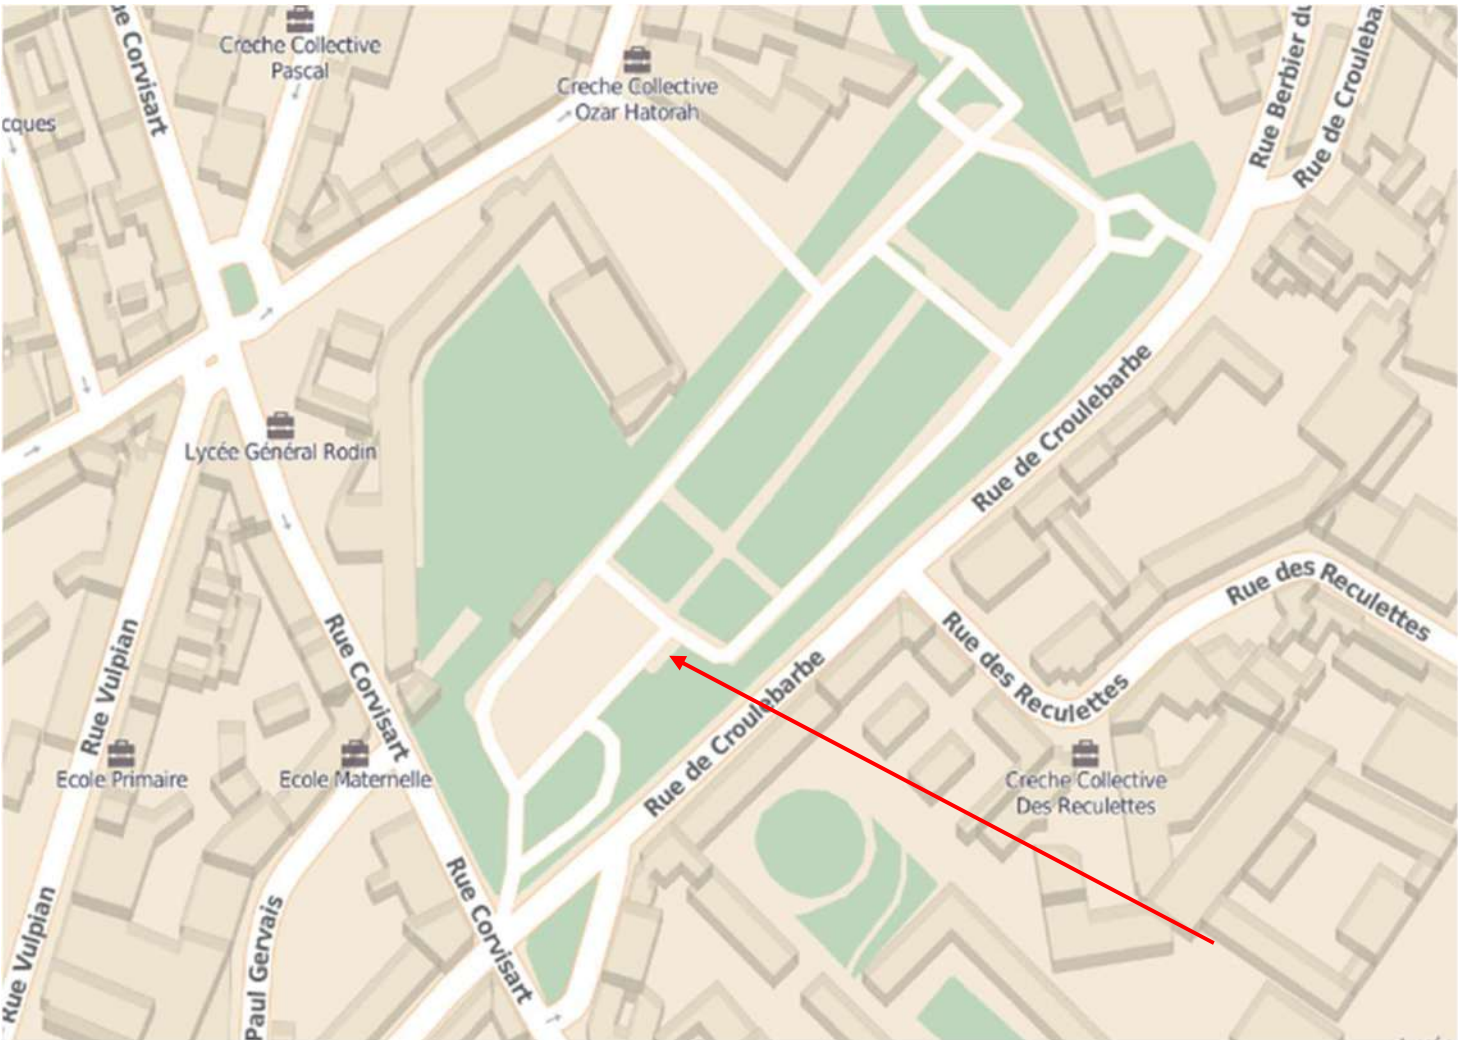 Rue Corvisart
Creche Collective
Pascal
Creche Collective
Ozar Hatorah
cques
Rue Berbier du
Rue de Crouleba
Lycée Général Rodin
Rue de Croulebarbe
Rue des Reculettes
Rue Vulpian
Rue Corvisart
Rue des Reculettes
Rue de Croulebarbe
Ecole Primaire
Ecole Maternelle
Creche Collective
Des Reculettes
Rue Vulpian
Paul Gervais
Rue Corvisart